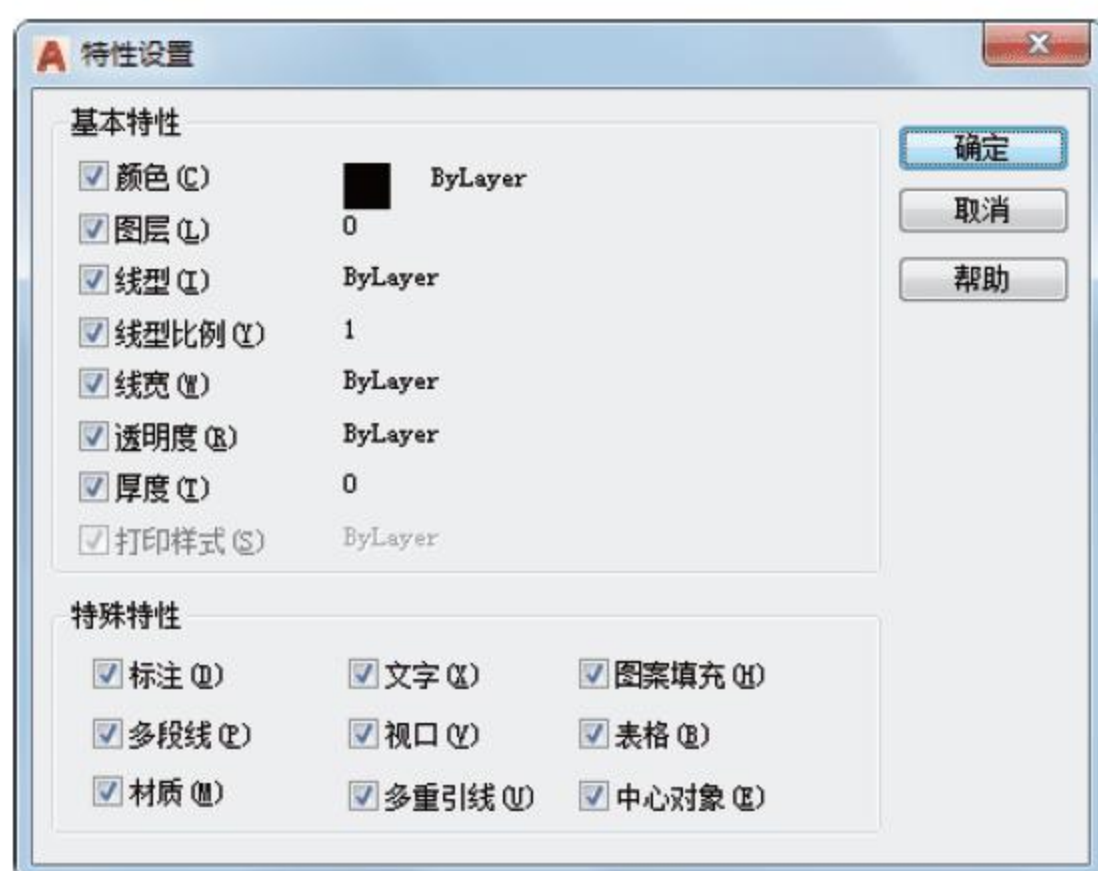 特性设置
基本特性
颜色(C) ByLayer
图层(L) 0
线型(I) ByLayer
线型比例(Y) 1
线宽(W) ByLayer
透明度(R) ByLayer
厚度(T) 0
打印样式(S) ByLayer
确定
取消
帮助
特殊特性
标注(D) 文字(X) 图案填充(H)
多段线(P) 视口(V) 表格(B)
材质(M) 多重引线(U) 中心对象(E)